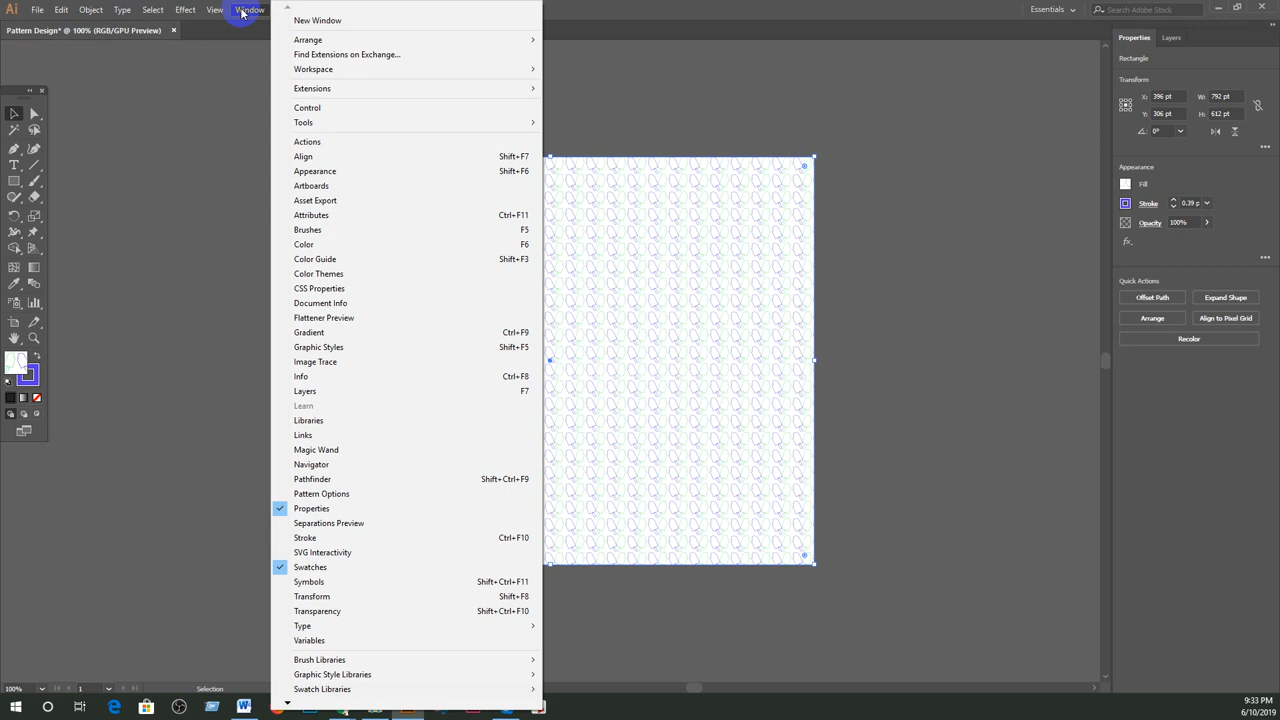 Ai File Edit Object Type Select Effect View Window
Essentials
Search Adobe Stock
Pattern Design* @ 100% (RGB/GPU Preview)
New Window
Arrange
Find Extensions on Exchange...
Workspace
Extensions
Control
Tools
Actions
Align Shift+F7
Appearance Shift+F6
Artboards
Asset Export
Attributes Ctrl+F11
Brushes F5
Color F6
Color Guide Shift+F3
Color Themes
CSS Properties
Document Info
Flattener Preview
Gradient Ctrl+F9
Graphic Styles Shift+F5
Image Trace
Info Ctrl+F8
Layers F7
Learn
Libraries
Links
Magic Wand
Navigator
Pathfinder Shift+Ctrl+F9
Pattern Options
Properties
Separations Preview
Stroke Ctrl+F10
SVG Interactivity
Swatches
Symbols Shift+Ctrl+F11
Transform Shift+F8
Transparency Shift+Ctrl+F10
Type
Variables
Brush Libraries
Graphic Style Libraries
Swatch Libraries
Properties Layers
Rectangle
Transform
X: 396 pt W: 792 pt
Y: 306 pt H: 612 pt
0°
Appearance
Fill
Stroke 0.39 p
Opacity 100%
fx.
Quick Actions
Offset Path Expand Shape
Arrange Align to Pixel Grid
Recolor
100% 1 Selection
9:33 PM
6/10/2019